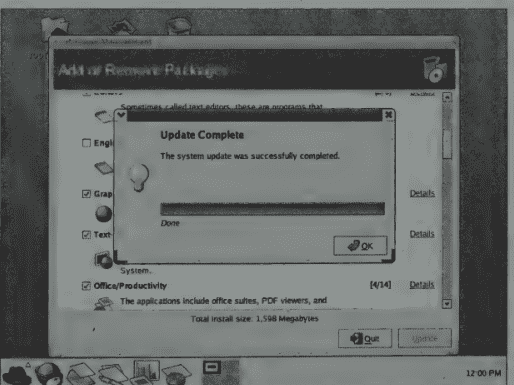 Add or Remove Packages
Sometimes called text editors, these are programs that
Update Complete
The system update was successfully completed.
Engi
Grap
Details
Done
Text-
Details
OK
System.
Office/Productivity
[4/14]
Details
The applications include office suites, PDF viewers, and
Total install size: 1,598 Megabytes
Quit
Update
12:00 PM